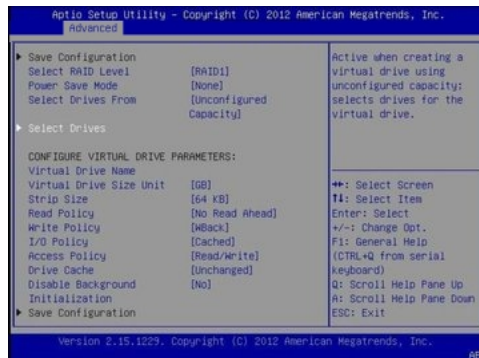 Aptio Setup Utility – Copyright (C) 2012 American Megatrends, Inc.
Advanced
Save Configuration
Select RAID Level [RAID1]
Power Save Mode [None]
Select Drives From [Unconfigured
Capacity]
Select Drives
CONFIGURE VIRTUAL DRIVE PARAMETERS:
Virtual Drive Name
Virtual Drive Size Unit [GB]
Strip Size [64 KB]
Read Policy [No Read Ahead]
Write Policy [WBack]
I/O Policy [Cached]
Access Policy [Read/Write]
Drive Cache [Unchanged]
Disable Background [No]
Initialization
Save Configuration
Active when creating a
virtual drive using
unconfigured capacity;
selects drives for the
virtual drive.
↔: Select Screen
↑↓: Select Item
Enter: Select
+/-: Change Opt.
F1: General Help
(CTRL+Q from serial
keyboard)
Q: Scroll Help Pane Up
A: Scroll Help Pane Down
ESC: Exit
Version 2.15.1229. Copyright (C) 2012 American Megatrends, Inc.
AB